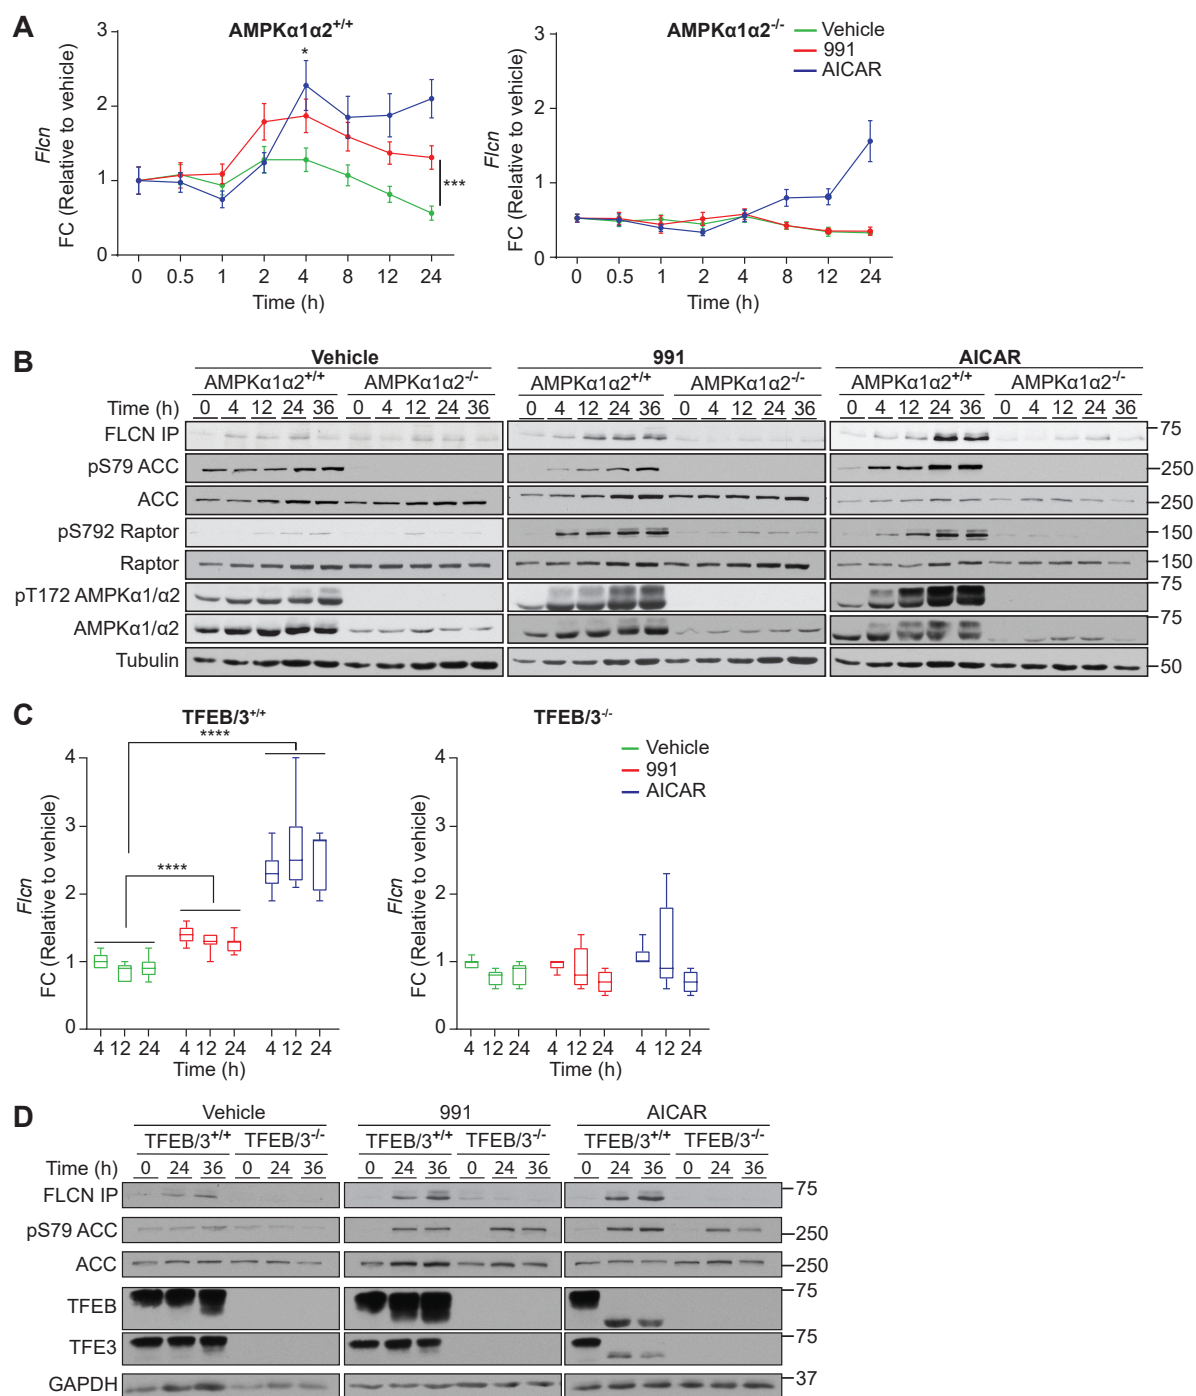 A
AMPKα1α2+/+
AMPKα1α2-/-
Vehicle
991
AICAR
Flcn
FC (Relative to vehicle)
3
2
1
0
*
***
0 0.5 1 2 4 8 12 24
Time (h)
Flcn
FC (Relative to vehicle)
3
2
1
0
0 0.5 1 2 4 8 12 24
Time (h)
B
Vehicle 991 AICAR
AMPKα1α2+/+ AMPKα1α2-/- AMPKα1α2+/+ AMPKα1α2-/- AMPKα1α2+/+ AMPKα1α2-/-
Time (h) 0 4 12 24 36 0 4 12 24 36 0 4 12 24 36 0 4 12 24 36 0 4 12 24 36 0 4 12 24 36
FLCN IP 75
pS79 ACC 250
ACC 250
pS792 Raptor 150
Raptor 150
pT172 AMPKα1/α2 75
AMPKα1/α2 75
Tubulin 50
C
TFEB/3+/+
TFEB/3-/-
Vehicle
991
AICAR
Flcn
FC (Relative to vehicle)
4
3
2
1
0
****
****
4 12 24 4 12 24 4 12 24
Time (h)
Flcn
FC (Relative to vehicle)
4
3
2
1
0
4 12 24 4 12 24 4 12 24
Time (h)
D
Vehicle 991 AICAR
TFEB/3+/+ TFEB/3-/- TFEB/3+/+ TFEB/3-/- TFEB/3+/+ TFEB/3-/-
Time (h) 0 24 36 0 24 36 0 24 36 0 24 36 0 24 36 0 24 36
FLCN IP 75
pS79 ACC 250
ACC 250
TFEB 75
TFE3 75
GAPDH 37